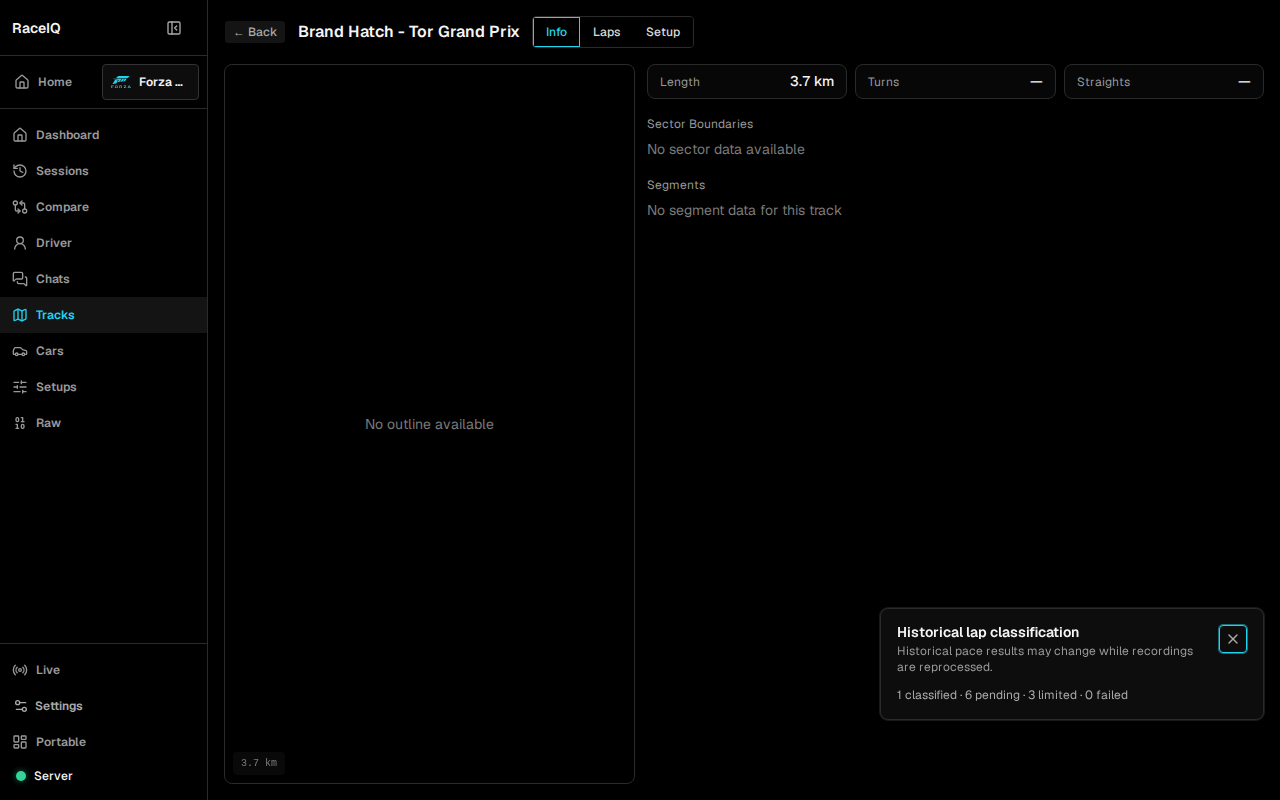 RaceIQ
Home
FORZA
Forza ...
Dashboard
Sessions
Compare
Driver
Chats
Tracks
Cars
Setups
Raw
Live
Settings
Portable
Server
← Back
Brand Hatch - Tor Grand Prix
Info
Laps
Setup
No outline available
3.7 km
Length
3.7 km
Turns
—
Straights
—
Sector Boundaries
No sector data available
Segments
No segment data for this track
Historical lap classification
Historical pace results may change while recordings
are reprocessed.
1 classified · 6 pending · 3 limited · 0 failed